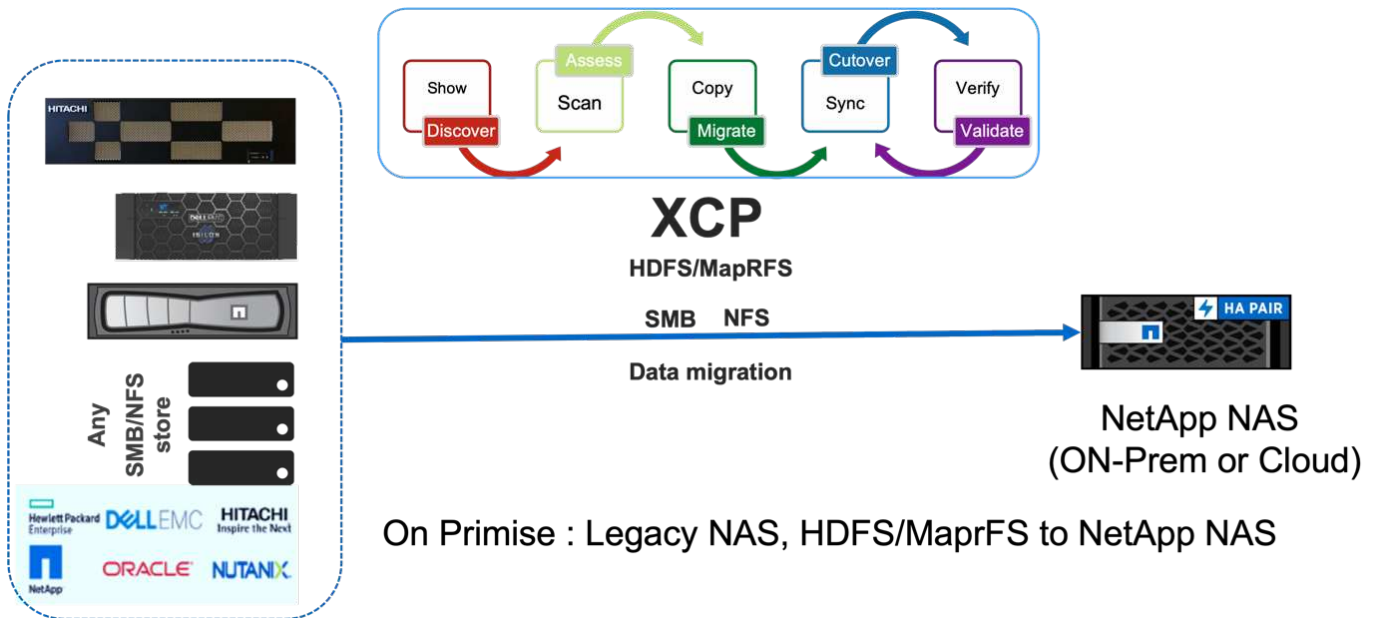 Show
Discover
Assess
Scan
Copy
Migrate
Cutover
Sync
Verify
Validate
XCP
HDFS/MapRFS
SMB NFS
Data migration
HITACHI
DELL EMC
ISILON
Any
SMB/NFS
store
Hewlett Packard
Enterprise
DELLEMC
HITACHI
Inspire the Next
NetApp
ORACLE
NUTANIX
HA PAIR
NetApp NAS
(ON-Prem or Cloud)
On Primise : Legacy NAS, HDFS/MaprFS to NetApp NAS